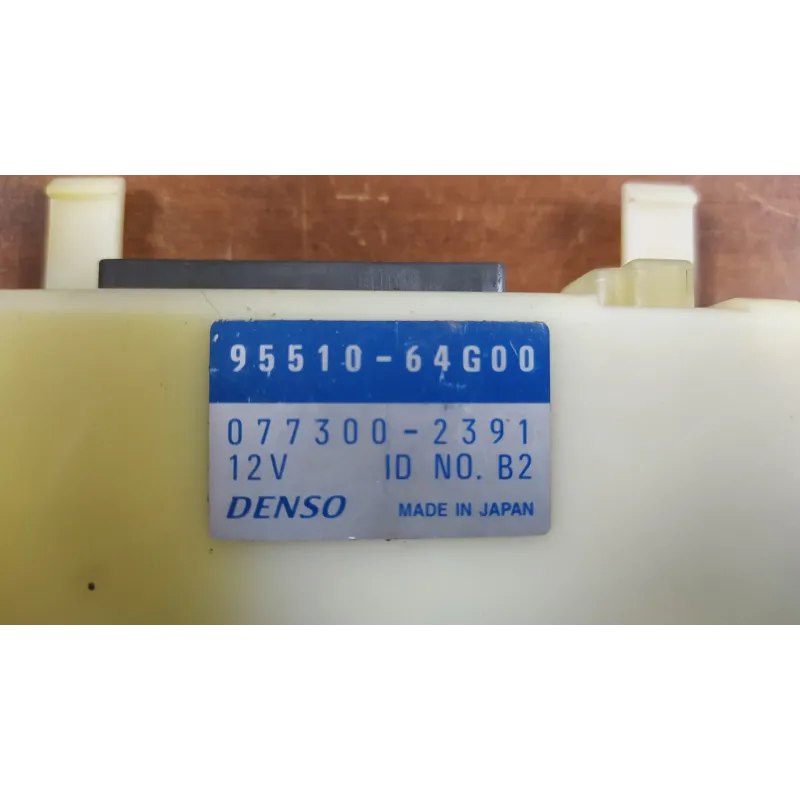 95510-64G00
077300-2391
12V ID NO. B2
DENSO MADE IN JAPAN